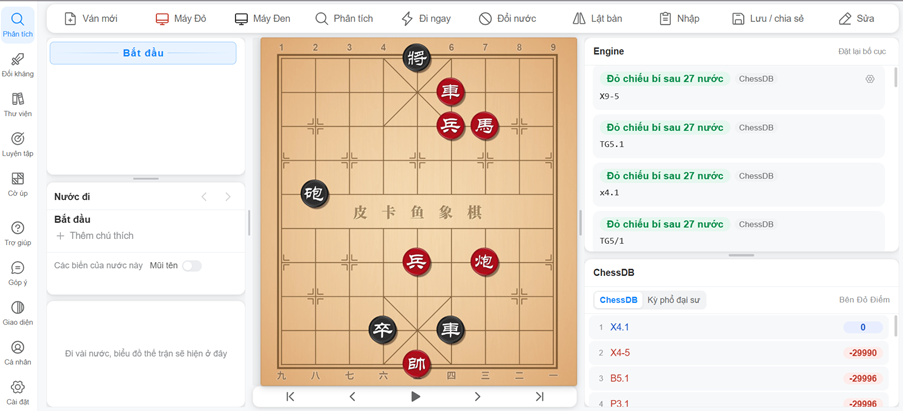 Ván mới
Máy Đỏ
Máy Đen
Phân tích
Đi ngay
Đổi nước
Lật bàn
Nhập
Lưu / chia sẻ
Sửa
Phân tích
Đối kháng
Thư viện
Luyện tập
Cờ úp
Trợ giúp
Góp ý
Giao diện
Cá nhân
Cài đặt
Bắt đầu
Nước đi
Bắt đầu
Thêm chú thích
Các biến của nước này Mũi tên
Đi vài nước, biểu đồ thế trận sẽ hiện ở đây
1 2 3 4 5 6 7 8 9
將
車
兵 馬
砲
皮卡鱼象棋
兵 炮
卒 車
帥
九 八 七 六 五 四 三 二 一
Engine
Đặt lại bố cục
Đỏ chiếu bí sau 27 nước ChessDB
X9-5
Đỏ chiếu bí sau 27 nước ChessDB
TG5.1
Đỏ chiếu bí sau 27 nước ChessDB
x4.1
Đỏ chiếu bí sau 27 nước ChessDB
TG5/1
ChessDB
ChessDB Kỳ phổ đại sư
Bên Đỏ Điểm
1 X4.1 0
2 X4-5 -29990
3 B5.1 -29996
4 P3.1 -29996